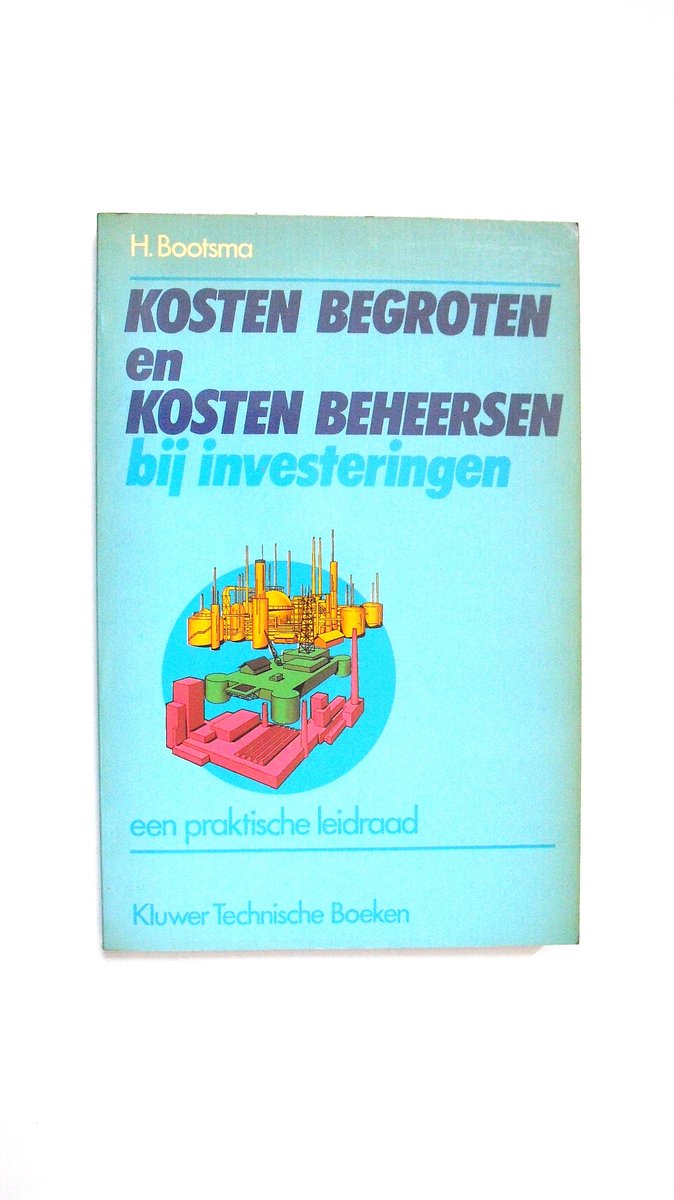 H. Bootsma
KOSTEN BEGROTEN
en
KOSTEN BEHEERSEN
bij investeringen
een praktische leidraad
Kluwer Technische Boeken